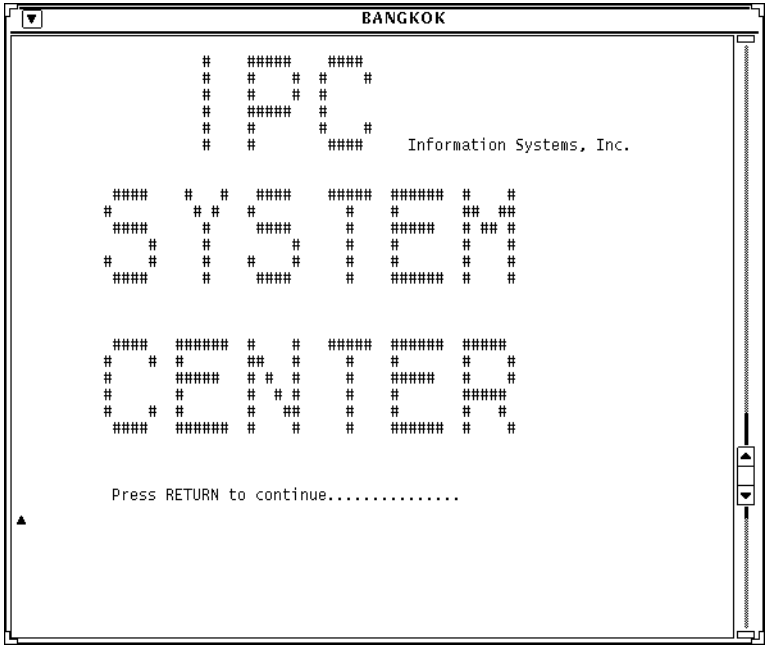 BANGKOK
IPC
Information Systems, Inc.
SYSTEM
CENTER
Press RETURN to continue...............